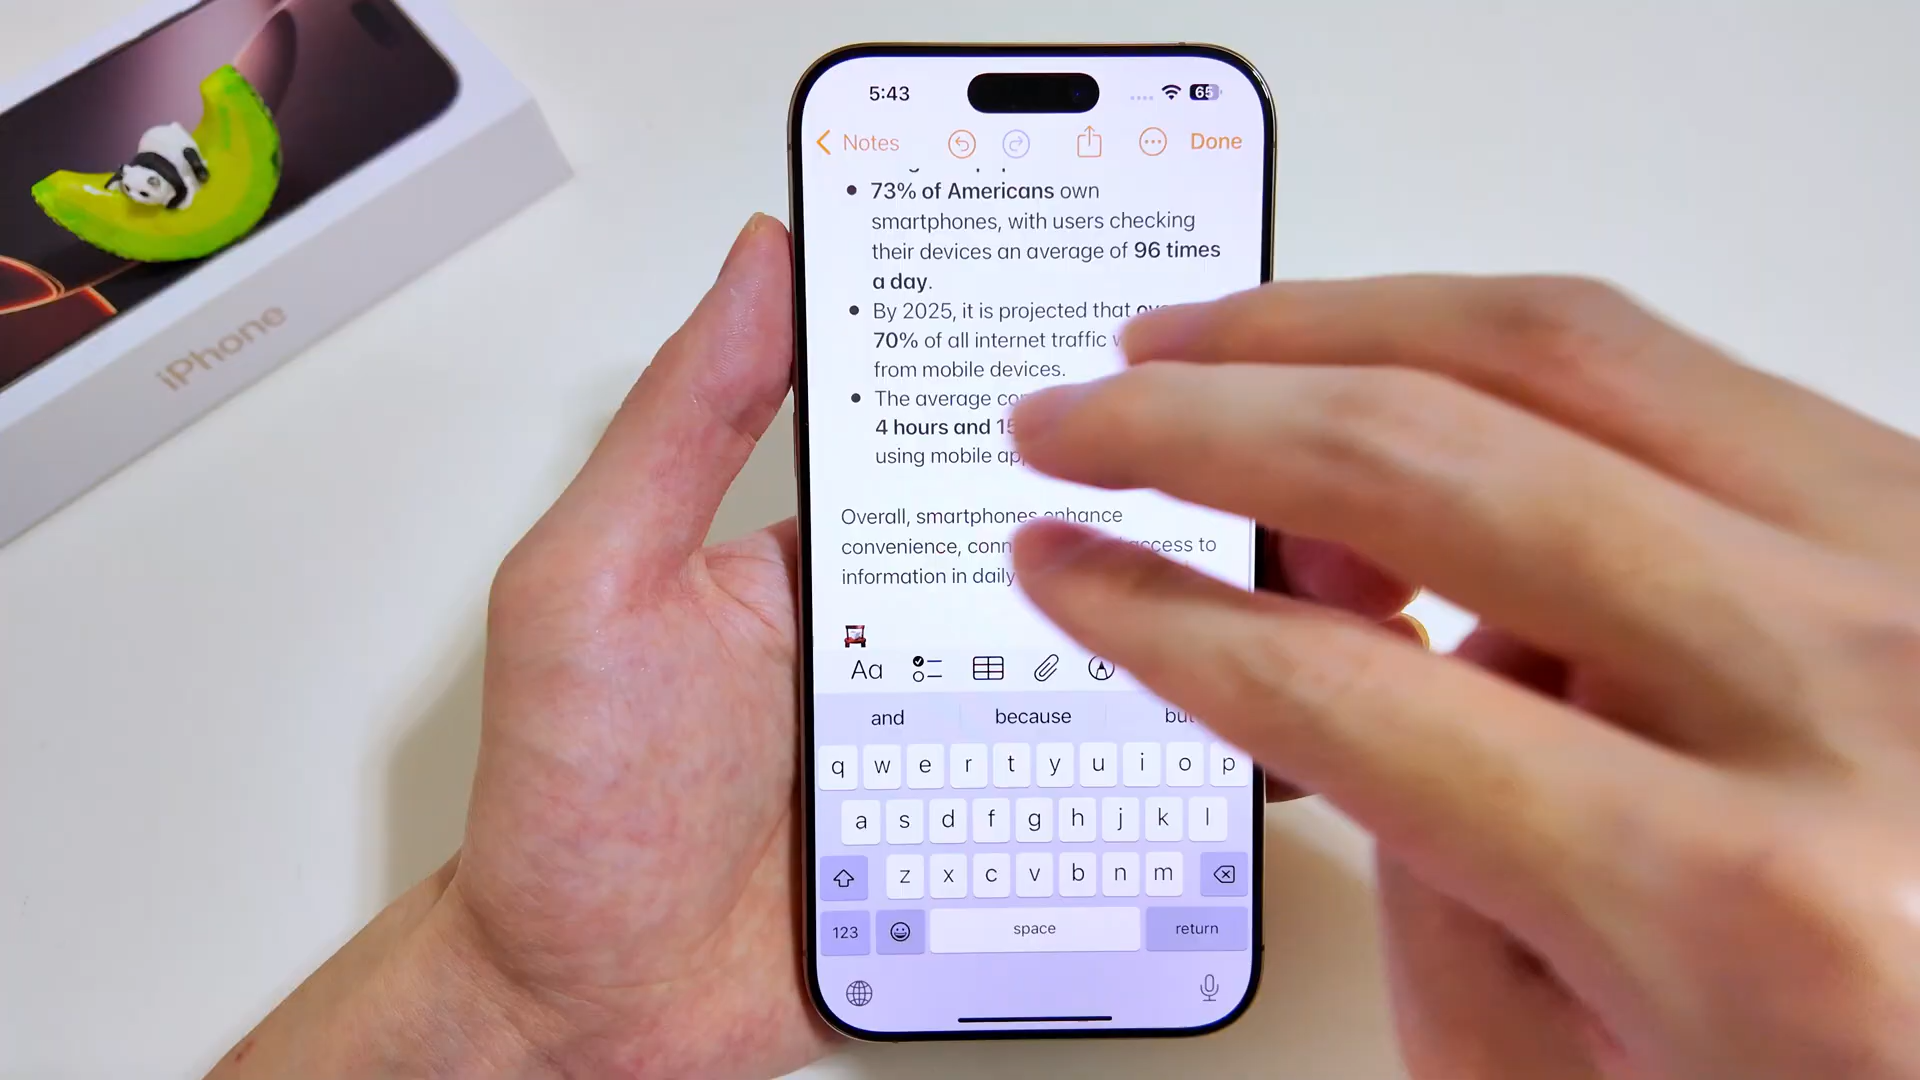 iPhone
5:43
65
Notes
Done
73% of Americans own
smartphones, with users checking
their devices an average of 96 times
a day.
By 2025, it is projected that
70% of all internet traffic
from mobile devices.
The average
4 hours and
using mobile
Overall, smartphones enhance
convenience, access to
information in daily
Aa
and because but
q w e r t y u i o p
a s d f g h j k l
z x c v b n m
123 space return